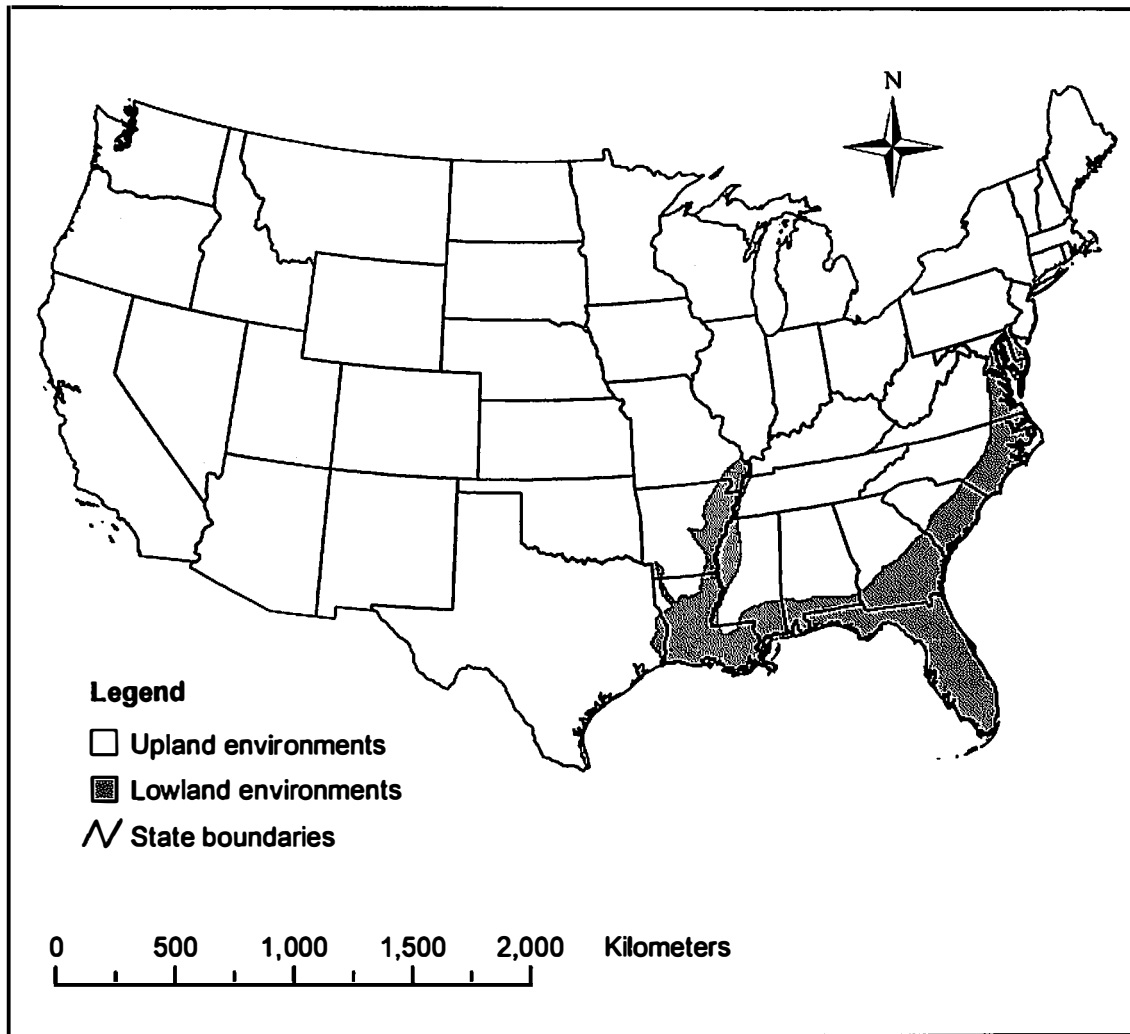 N
Legend
Upland environments
Lowland environments
State boundaries
0 500 1,000 1,500 2,000 Kilometers